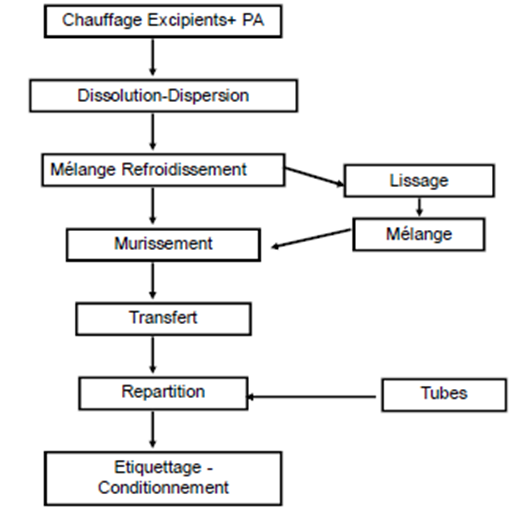 Chauffage Excipients+ PA
Dissolution-Dispersion
Mélange Refroidissement
Lissage
Mélange
Murissement
Transfert
Repartition
Tubes
Etiquettage -
Conditionnement